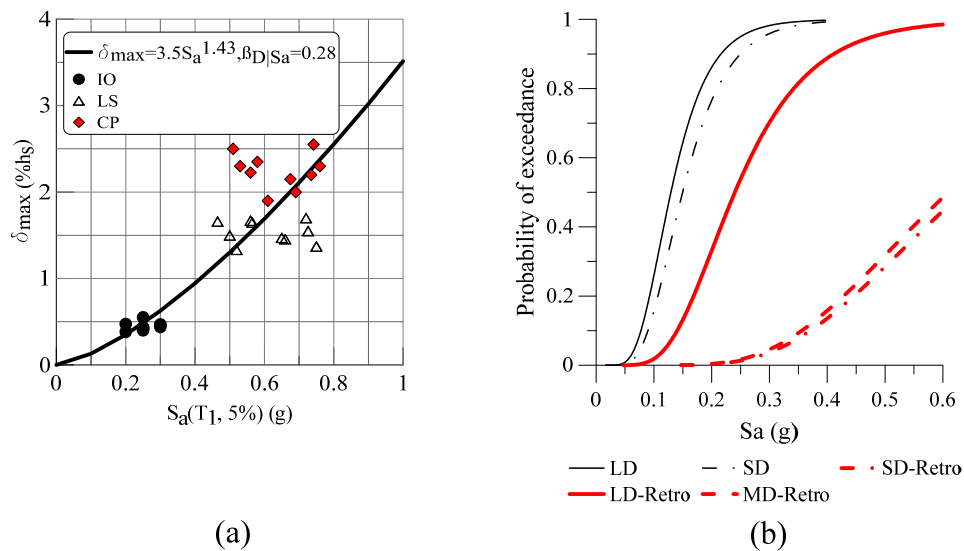 4
3
2
1
0
δmax (%hs)
δmax=3.5Sa1.43,ßD|Sa=0.28
IO
LS
CP
0 0.2 0.4 0.6 0.8 1
Sa(T1, 5%) (g)
(a)
1
0.8
0.6
0.4
0.2
0
Probability of exceedance
0 0.1 0.2 0.3 0.4 0.5 0.6
Sa (g)
LD SD SD-Retro
LD-Retro MD-Retro
(b)